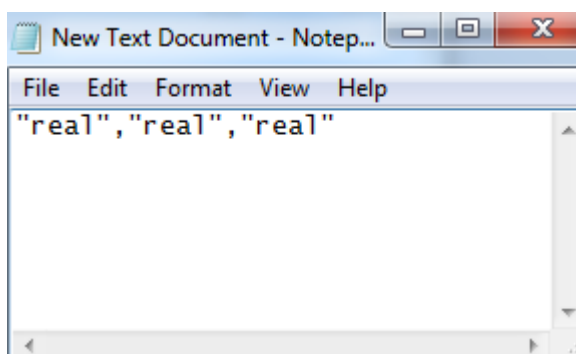 New Text Document - Notep...
File Edit Format View Help
"real","real","real"